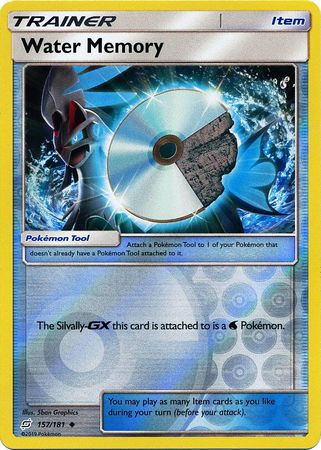 TRAINER
Item
Water Memory
Pokémon Tool
Attach a Pokémon Tool to 1 of your Pokémon that
doesn't already have a Pokémon Tool attached to it.
The Silvally-GX this card is attached to is a Pokémon.
You may play as many Item cards as you like
during your turn (before your attack).
Illus. 5ban Graphics
157/181
©2019 Pokémon